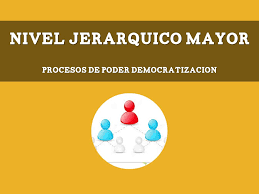 NIVEL JERARQUICO MAYOR
PROCESOS DE PODER DEMOCRATIZACION